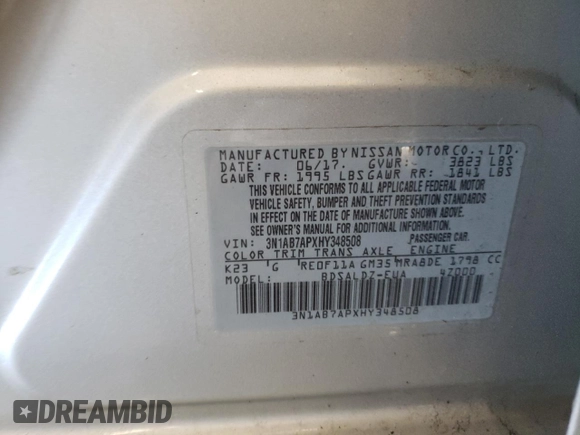 MANUFACTURED BY NISSAN MOTOR CO., LTD.
DATE: 06/17. GVWR: 3823 LBS
GAWR FR: 1995 LBS GAWR RR: 1841 LBS
THIS VEHICLE CONFORMS TO ALL APPLICABLE FEDERAL MOTOR
VEHICLE SAFETY, BUMPER AND THEFT PREVENTION STANDARDS
IN EFFECT ON THE DATE OF MANUFACTURE SHOWN ABOVE.
SEE OWNER'S MANUAL FOR ADDITIONAL INFORMATION.
VIN: 3N1AB7APXHY348508 PASSENGER CAR
COLOR TRIM TRANS AXLE ENGINE
K23 G RE0F11A GM35 MRA8DE 1798 CC
MODEL: BDSALDZ-EUA 4Z000
3N1AB7APXHY348508
DREAMBID